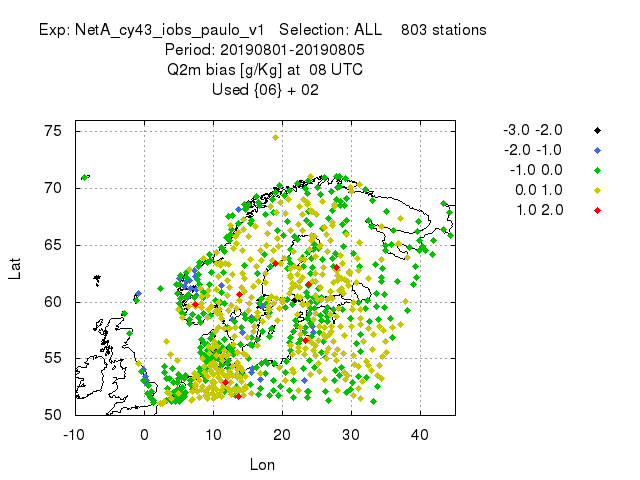 Exp: NetA_cy43_iobs_paulo_v1 Selection: ALL 803 stations
Period: 20190801-20190805
Q2m bias [g/Kg] at 08 UTC
Used {06} + 02
-3.0 -2.0
-2.0 -1.0
-1.0 0.0
0.0 1.0
1.0 2.0
Lat
75
70
65
60
55
50
-10 0 10 20 30 40
Lon